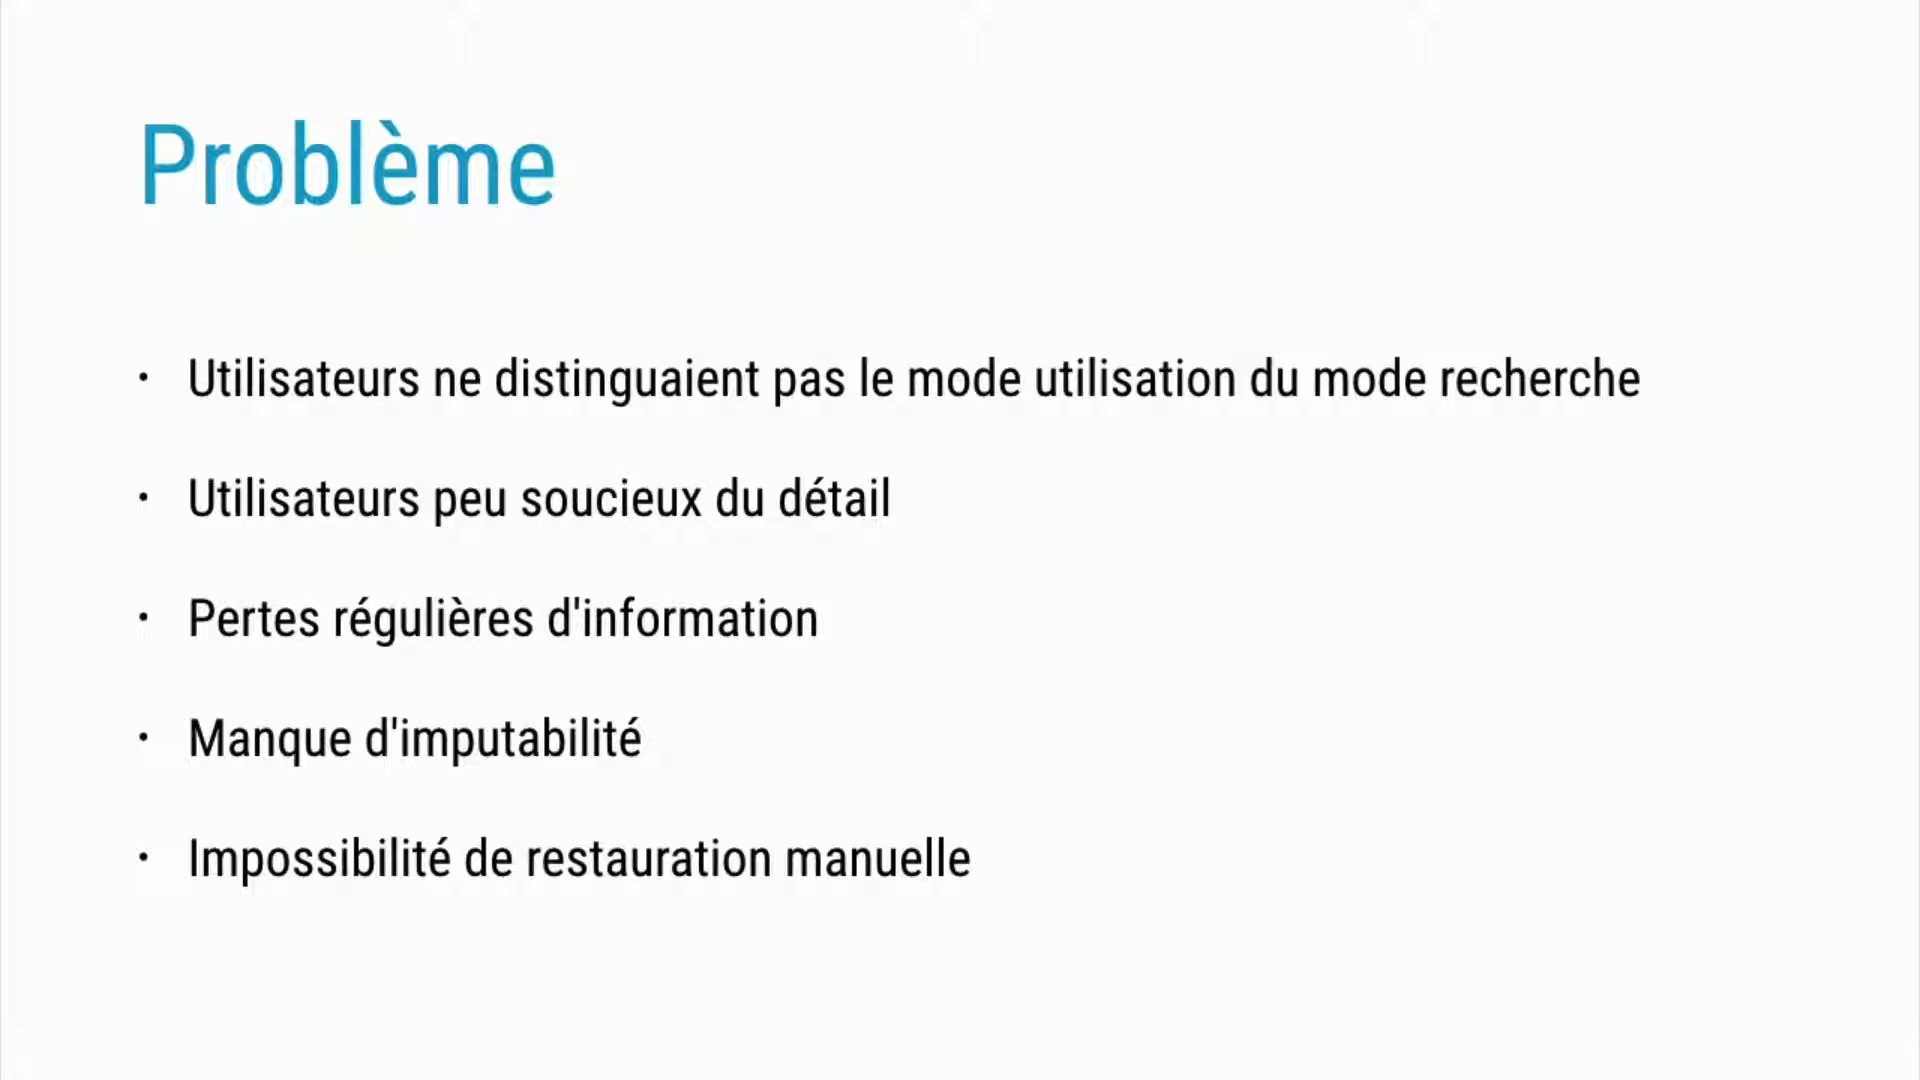 Problème
· Utilisateurs ne distinguaient pas le mode utilisation du mode recherche
· Utilisateurs peu soucieux du détail
· Pertes régulières d'information
· Manque d'imputabilité
· Impossibilité de restauration manuelle